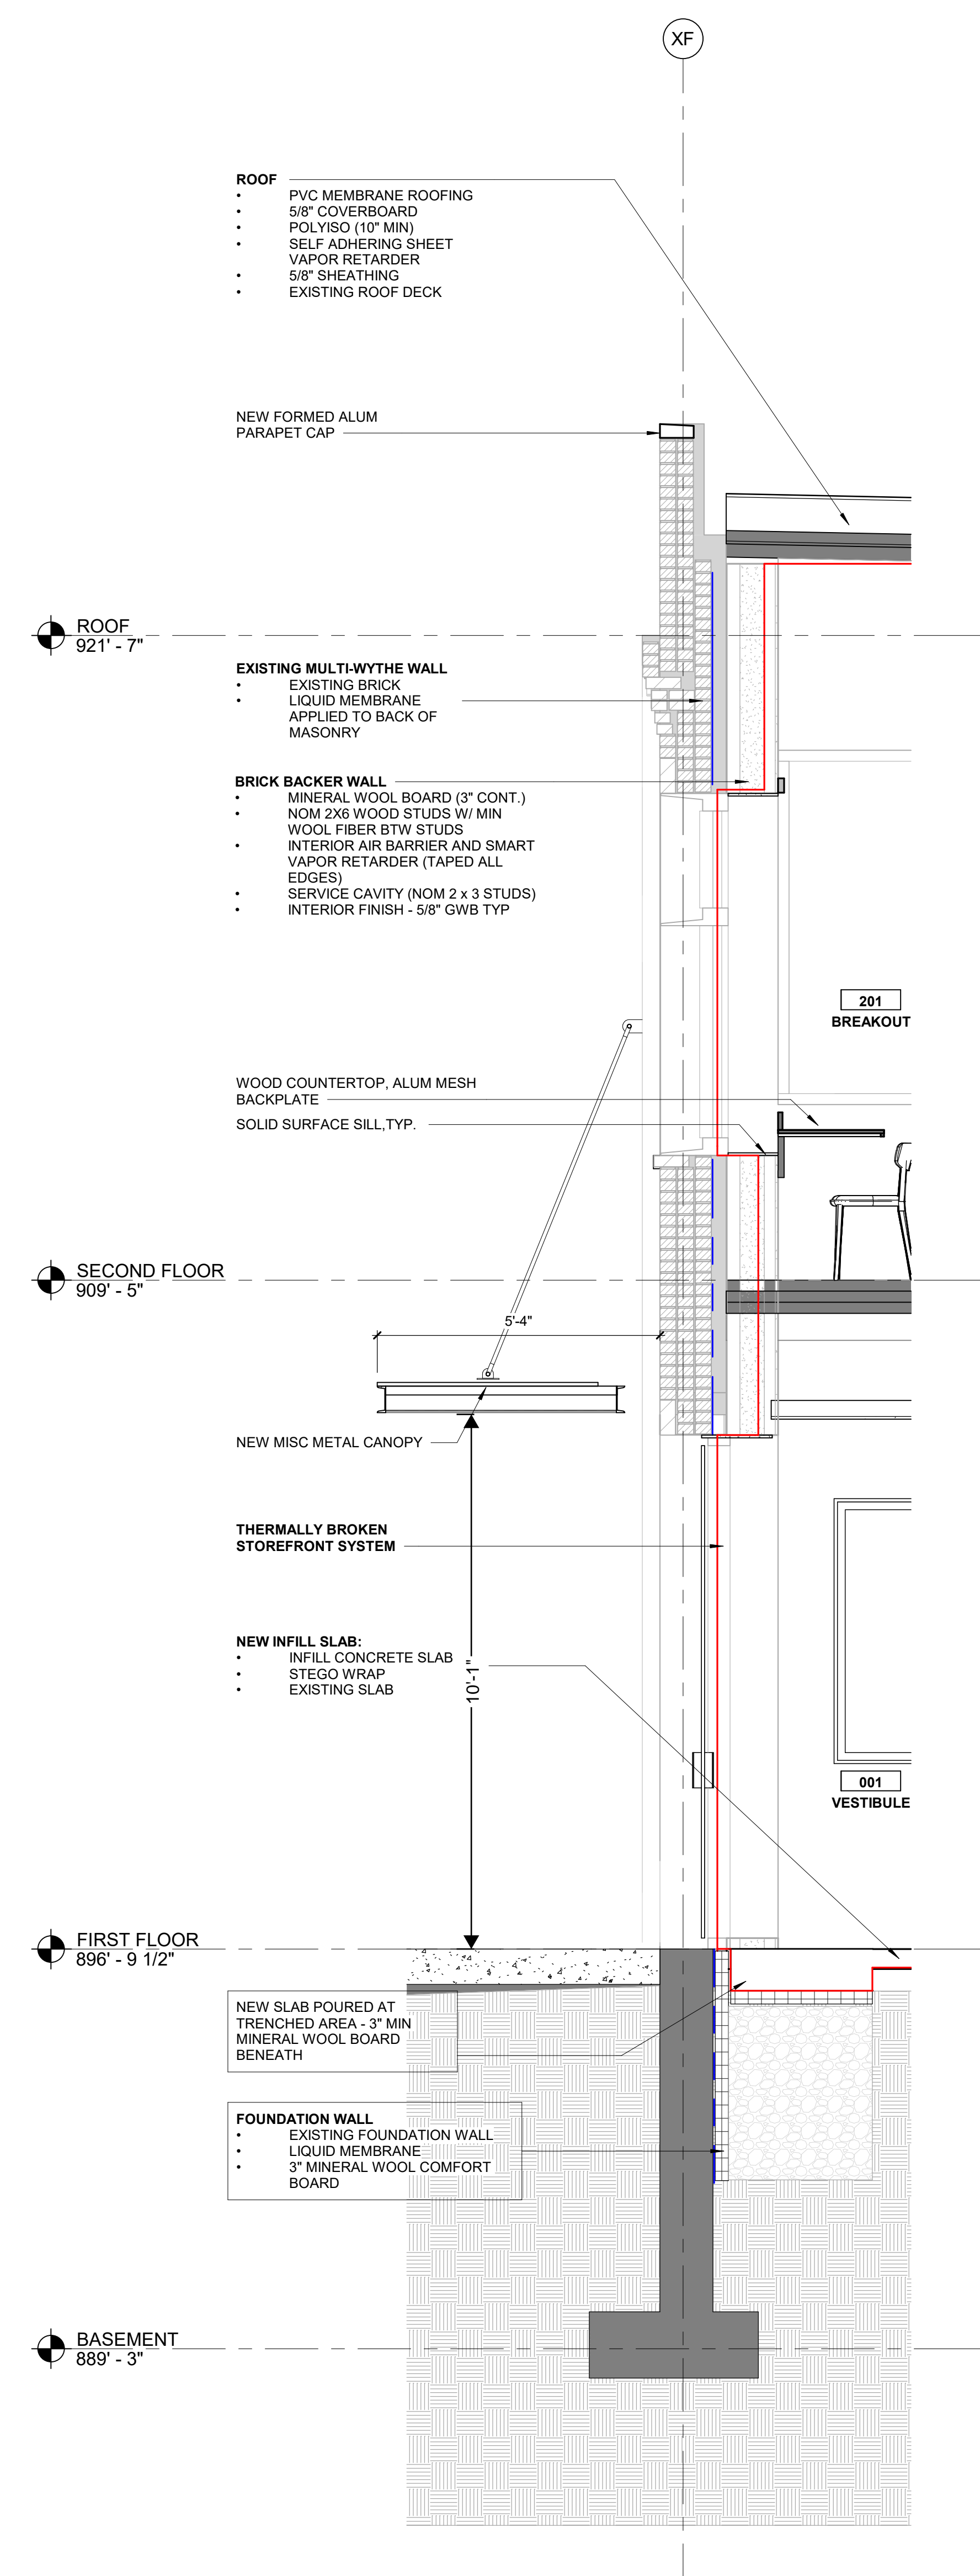 XF
ROOF
• PVC MEMBRANE ROOFING
• 5/8" COVERBOARD
• POLYISO (10" MIN)
• SELF ADHERING SHEET
VAPOR RETARDER
• 5/8" SHEATHING
• EXISTING ROOF DECK
NEW FORMED ALUM
PARAPET CAP
ROOF
921' - 7"
EXISTING MULTI-WYTHE WALL
• EXISTING BRICK
• LIQUID MEMBRANE
APPLIED TO BACK OF
MASONRY
BRICK BACKER WALL
• MINERAL WOOL BOARD (3" CONT.)
• NOM 2X6 WOOD STUDS W/ MIN
WOOL FIBER BTW STUDS
• INTERIOR AIR BARRIER AND SMART
VAPOR RETARDER (TAPED ALL
EDGES)
• SERVICE CAVITY (NOM 2 x 3 STUDS)
• INTERIOR FINISH - 5/8" GWB TYP
201
BREAKOUT
WOOD COUNTERTOP, ALUM MESH
BACKPLATE
SOLID SURFACE SILL,TYP.
SECOND FLOOR
909' - 5"
5'-4"
NEW MISC METAL CANOPY
THERMALLY BROKEN
STOREFRONT SYSTEM
NEW INFILL SLAB:
• INFILL CONCRETE SLAB
• STEGO WRAP
• EXISTING SLAB
10'-1"
001
VESTIBULE
FIRST FLOOR
896' - 9 1/2"
NEW SLAB POURED AT
TRENCHED AREA - 3" MIN
MINERAL WOOL BOARD
BENEATH
FOUNDATION WALL
• EXISTING FOUNDATION WALL
• LIQUID MEMBRANE
• 3" MINERAL WOOL COMFORT
BOARD
BASEMENT
889' - 3"